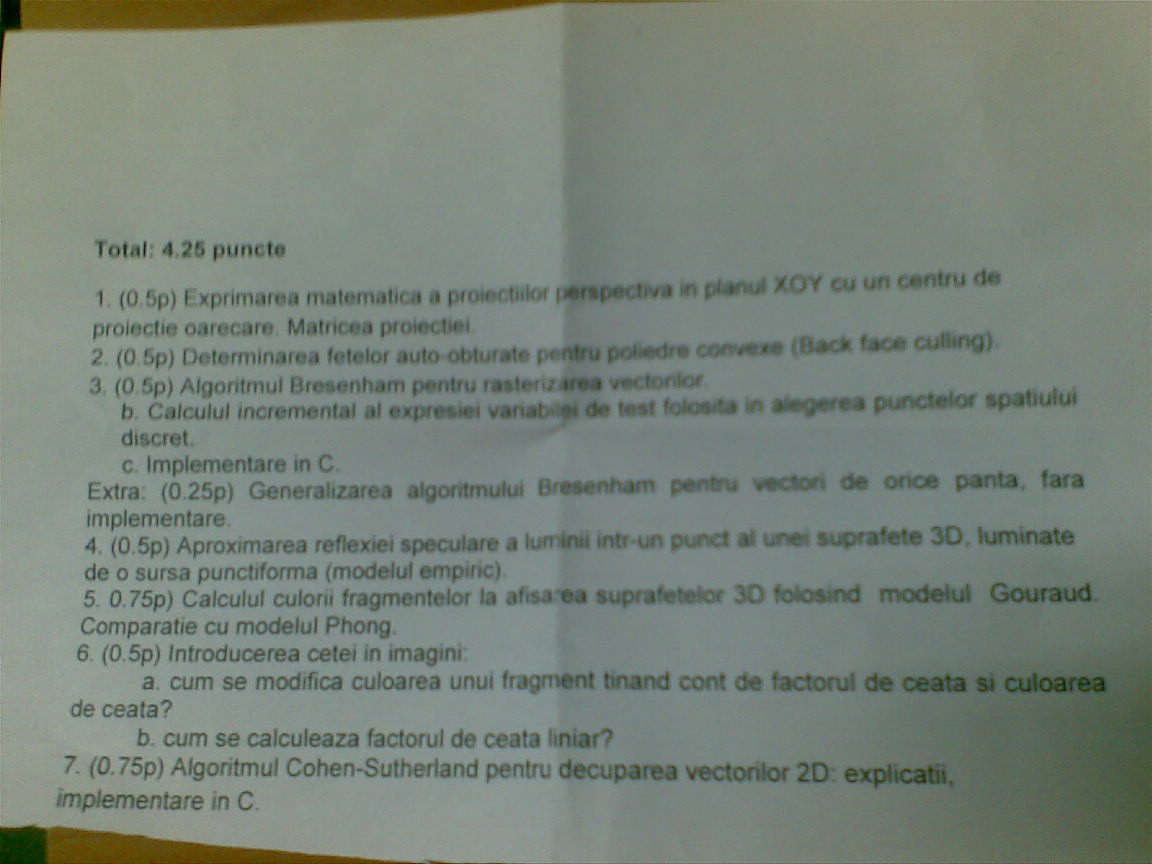 Total: 4.25 puncte
1. (0.5p) Exprimarea matematica a proiectiilor perspectiva in planul XOY cu un centru de
proiectie oarecare. Matricea proiectiei.
2. (0.5p) Determinarea fetelor auto-obturate pentru poliedre convexe (Back face culling).
3. (0.5p) Algoritmul Bresenham pentru rasterizarea vectorilor.
b. Calculul incremental al expresiei variabilei de test folosita in alegerea punctelor spatiului
discret.
c. Implementare in C.
Extra: (0.25p) Generalizarea algoritmului Bresenham pentru vectori de orice panta, fara
implementare.
4. (0.5p) Aproximarea reflexiei speculare a luminii intr-un punct al unei suprafete 3D, luminate
de o sursa punctiforma (modelul empiric).
5. 0.75p) Calculul culorii fragmentelor la afisarea suprafetelor 3D folosind modelul Gouraud.
Comparatie cu modelul Phong.
6. (0.5p) Introducerea cetei in imagini:
a. cum se modifica culoarea unui fragment tinand cont de factorul de ceata si culoarea
de ceata?
b. cum se calculeaza factorul de ceata liniar?
7. (0.75p) Algoritmul Cohen-Sutherland pentru decuparea vectorilor 2D: explicatii,
implementare in C.